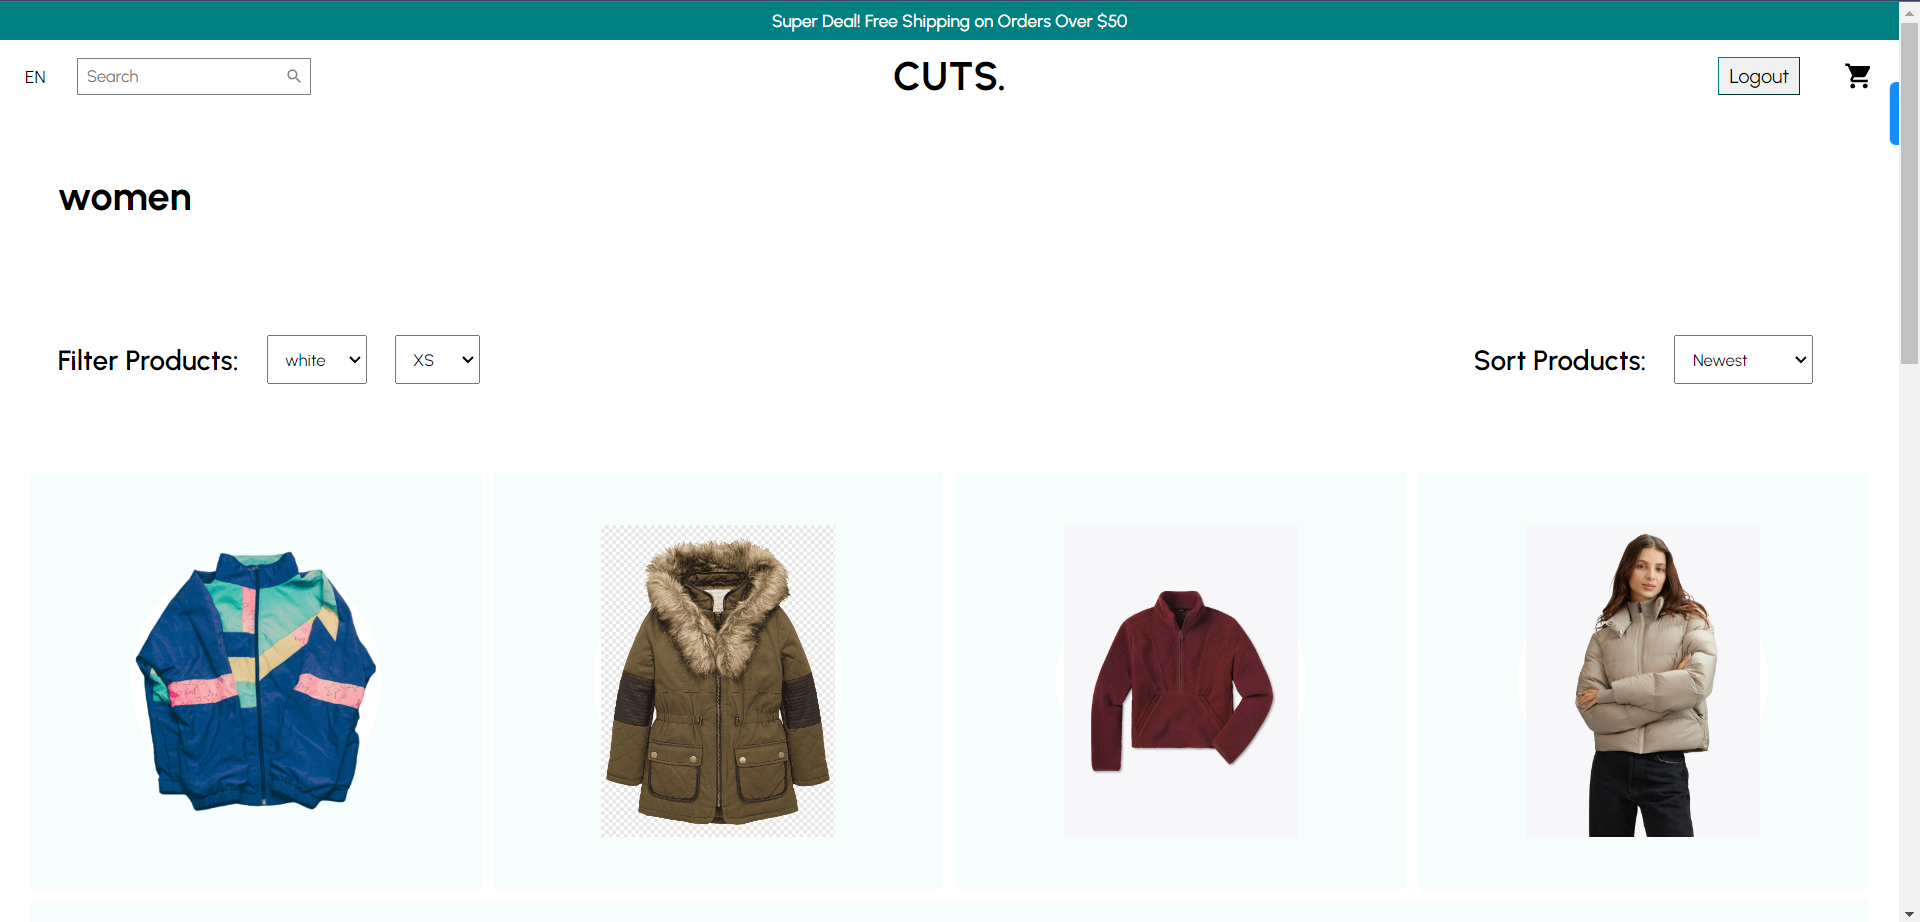 Super Deal! Free Shipping on Orders Over $50
EN
Search
CUTS.
Logout
women
Filter Products:
white
XS
Sort Products:
Newest